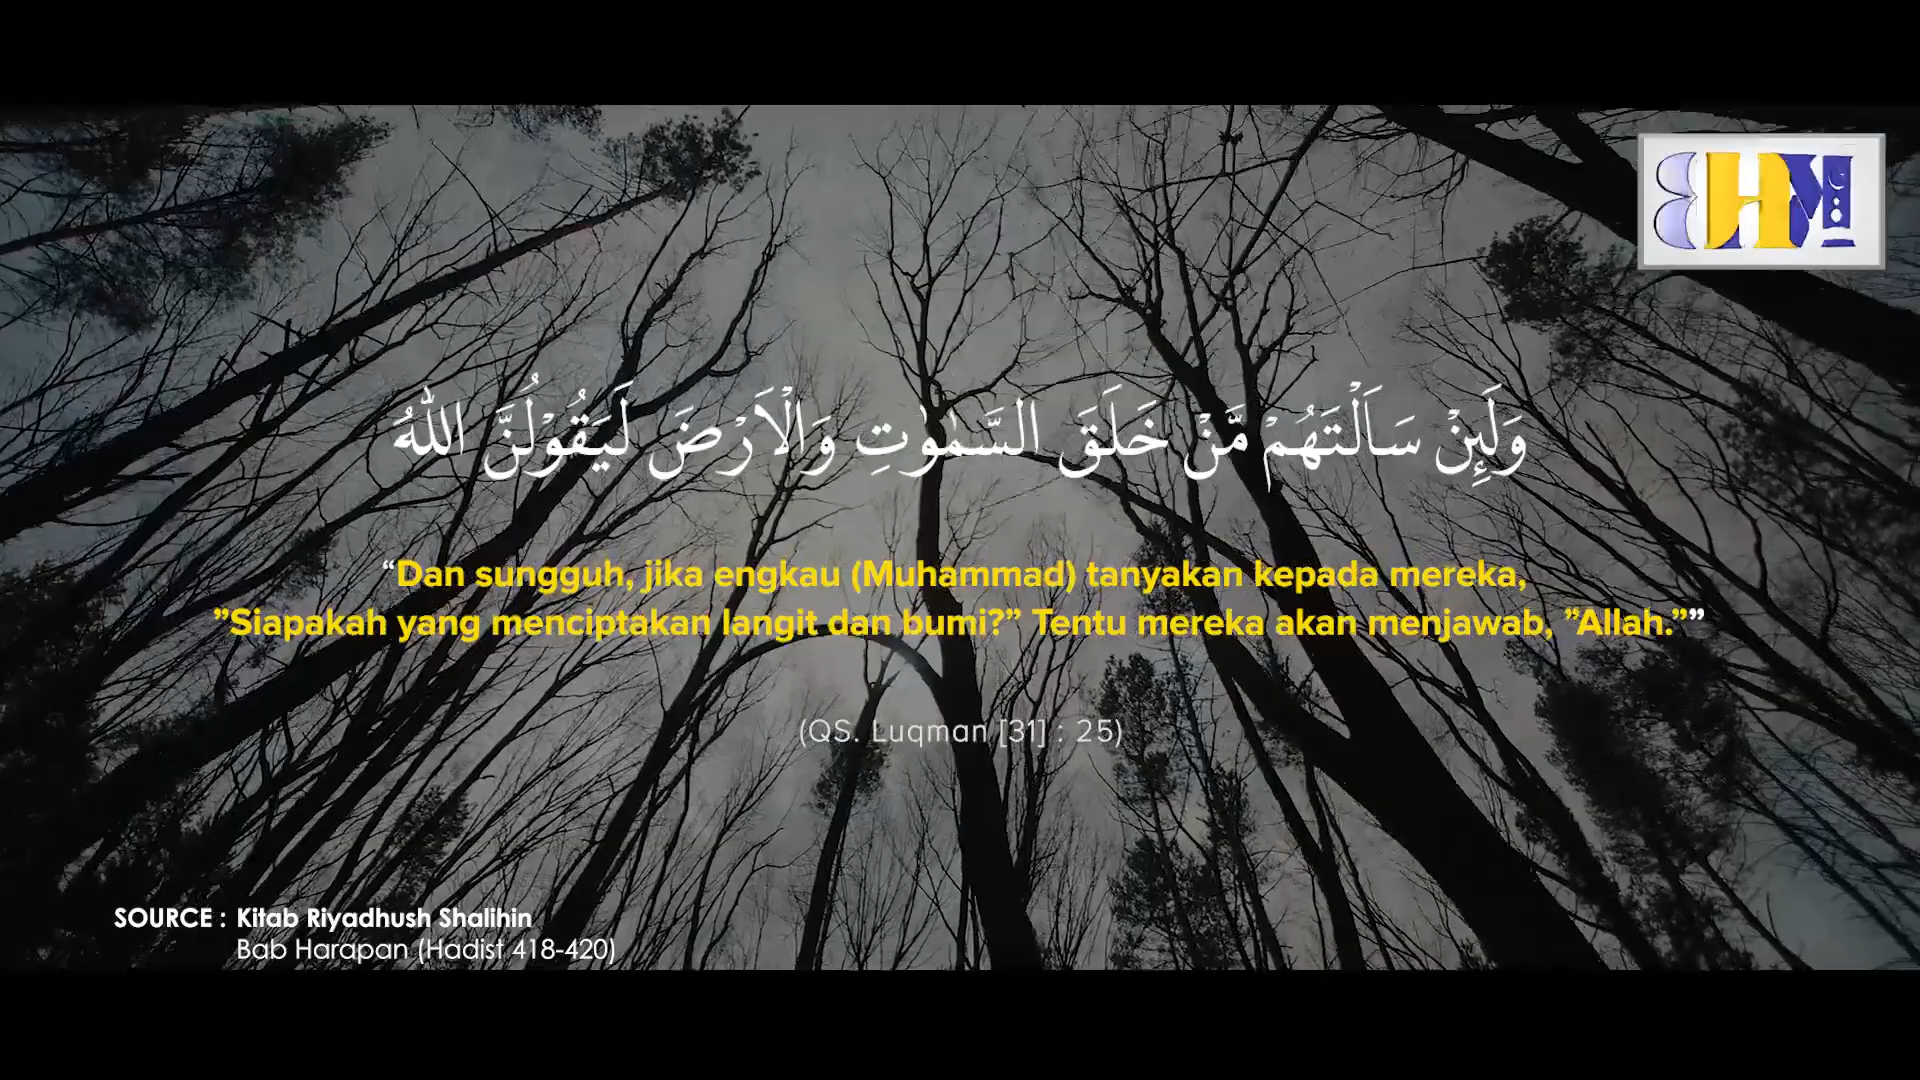 وَلَىِٕنْ سَاَلْتَهُمْ مَّنْ خَلَقَ السَّمٰوٰتِ وَالْاَرْضَ لَيَقُوْلُنَّ اللّٰهُ
“Dan sungguh, jika engkau (Muhammad) tanyakan kepada mereka,
”Siapakah yang menciptakan langit dan bumi?” Tentu mereka akan menjawab, ”Allah.””
(QS. Luqman [31] : 25)
SOURCE : Kitab Riyadhush Shalihin
Bab Harapan (Hadist 418-420)